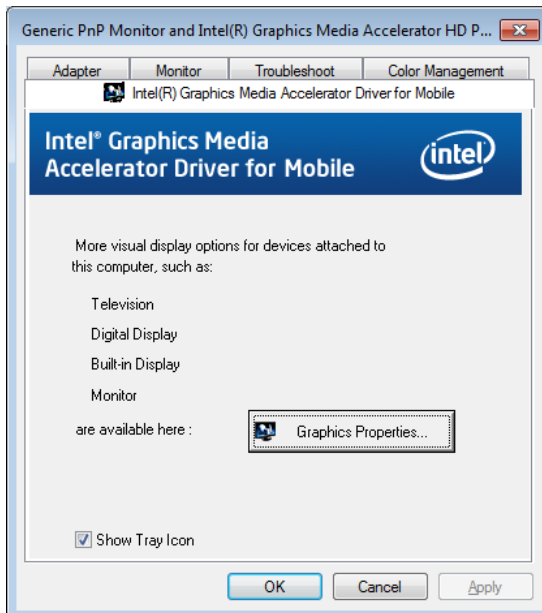 Generic PnP Monitor and Intel(R) Graphics Media Accelerator HD P...
Adapter Monitor Troubleshoot Color Management
Intel(R) Graphics Media Accelerator Driver for Mobile
Intel® Graphics Media
Accelerator Driver for Mobile
intel
More visual display options for devices attached to
this computer, such as:
Television
Digital Display
Built-in Display
Monitor
are available here :
Graphics Properties...
Show Tray Icon
OK Cancel Apply